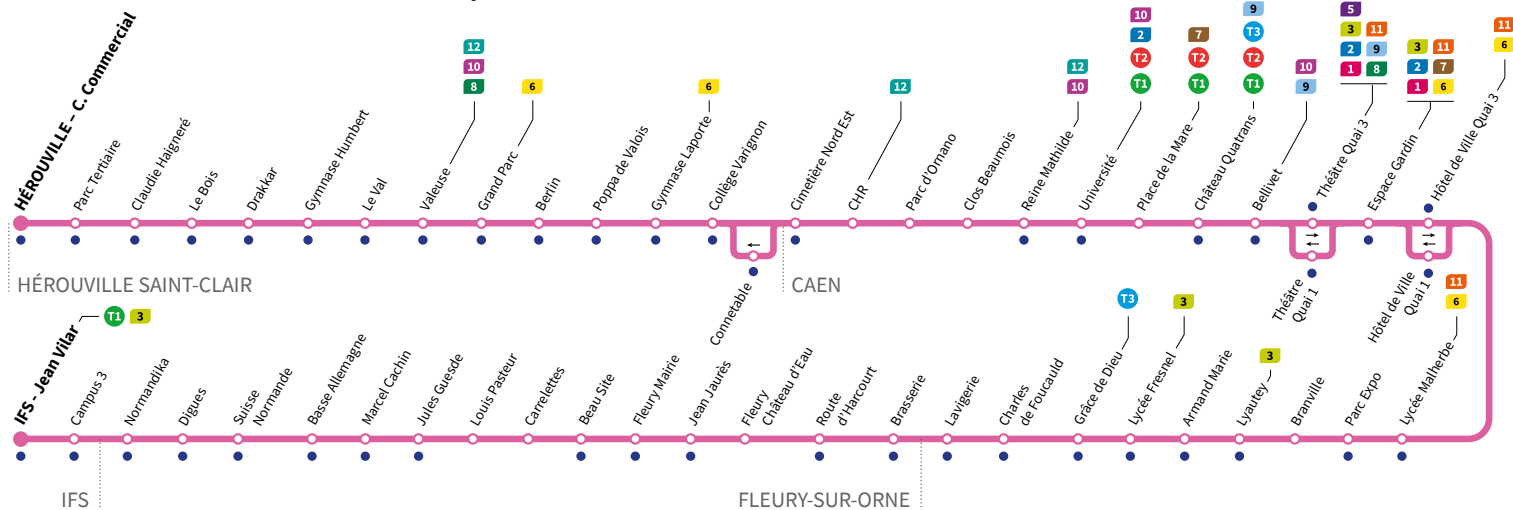 HÉROUVILLE – C. Commercial
Parc Tertiaire
Claudie Haigneré
Le Bois
Drakkar
Gymnase Humbert
Le Val
12
10
8
Valeuse
6
Grand Parc
Berlin
Poppa de Valois
6
Gymnase Laporte
Collège Varignon
Connetable
Cimetière Nord Est
12
CHR
Parc d'Ornano
Clos Beaumois
12
10
Reine Mathilde
10
2
T2
T1
Université
7
T2
T1
Place de la Mare
9
T3
T2
T1
Château Quatrans
10
9
Bellivet
5
3 11
2 9
1 8
Théâtre Quai 3
Théâtre
Quai 1
3 11
2 7
1 6
Espace Gardin
11
6
Hôtel de Ville Quai 3
Hôtel de Ville
Quai 1
HÉROUVILLE SAINT-CLAIR
CAEN
T1 3
IFS - Jean Vilar
Campus 3
Normandika
Digues
Suisse
Normande
Basse Allemagne
Marcel Cachin
Jules Guesde
Louis Pasteur
Carrelettes
Beau Site
Fleury Mairie
Jean Jaurès
Fleury
Château d'Eau
Route
d'Harcourt
Brasserie
Lavigerie
Charles
de Foucauld
T3
Grâce de Dieu
3
Lycée Fresnel
Armand Marie
3
Lyautey
Branville
Parc Expo
11
6
Lycée Malherbe
IFS
FLEURY-SUR-ORNE